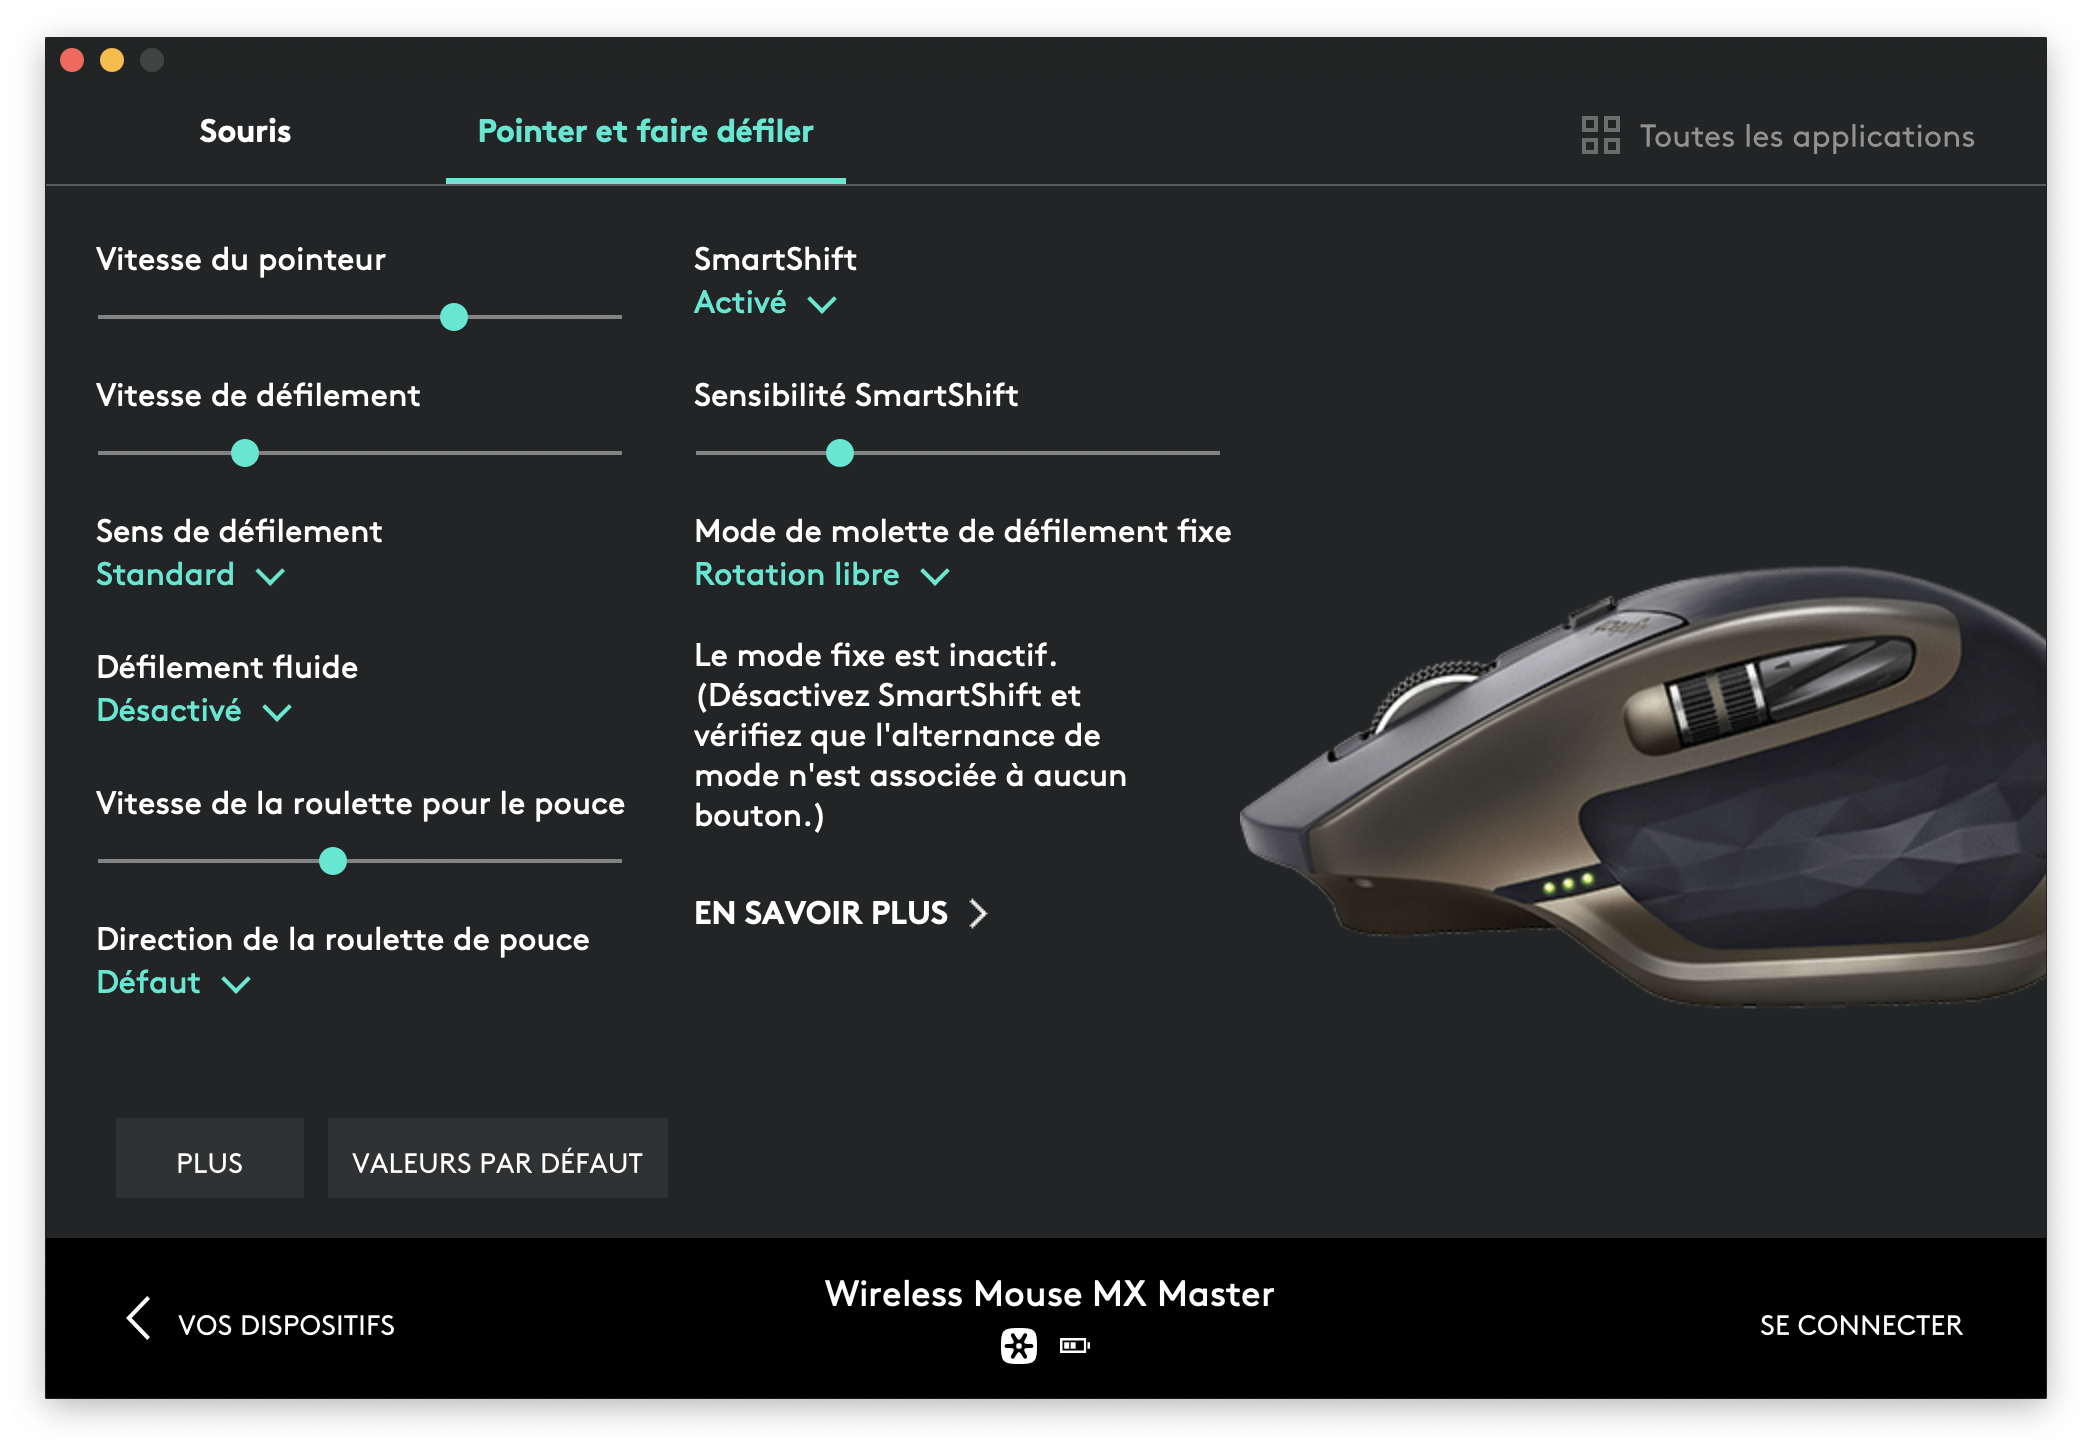 Souris
Pointer et faire défiler
Toutes les applications
Vitesse du pointeur
Vitesse de défilement
Sens de défilement
Standard
Défilement fluide
Désactivé
Vitesse de la roulette pour le pouce
Direction de la roulette de pouce
Défaut
SmartShift
Activé
Sensibilité SmartShift
Mode de molette de défilement fixe
Rotation libre
Le mode fixe est inactif.
(Désactivez SmartShift et
vérifiez que l'alternance de
mode n'est associée à aucun
bouton.)
EN SAVOIR PLUS
PLUS
VALEURS PAR DÉFAUT
VOS DISPOSITIFS
Wireless Mouse MX Master
SE CONNECTER